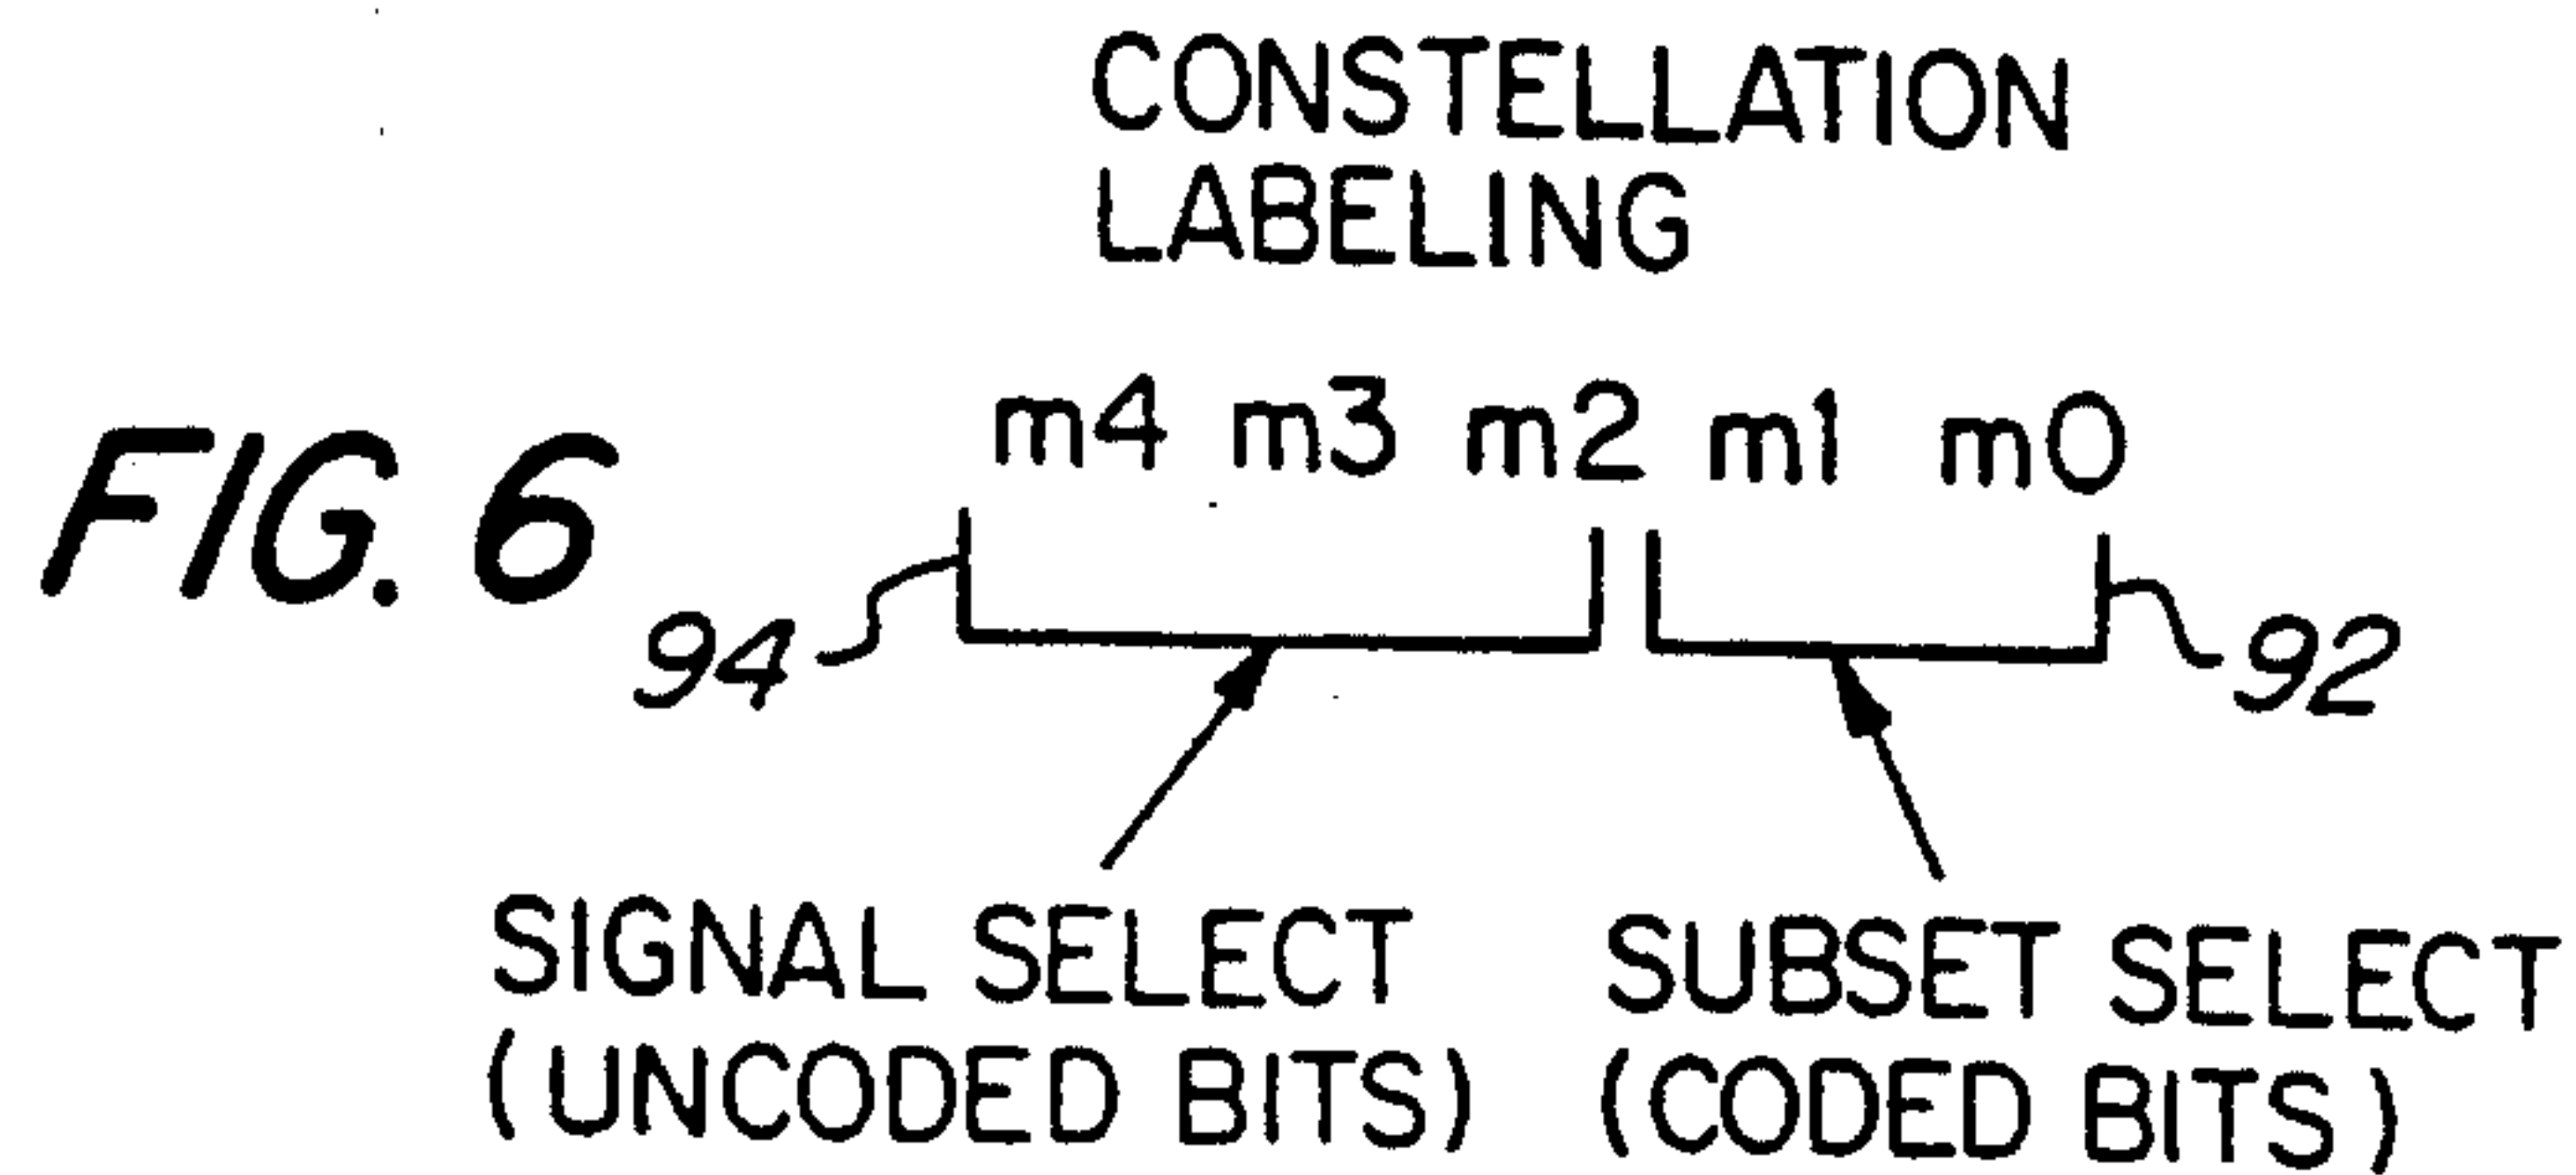 CONSTELLATION
LABELING
m4 m3 m2 m1 m0
FIG. 6
94
92
SIGNAL SELECT
(UNCODED BITS)
SUBSET SELECT
(CODED BITS)